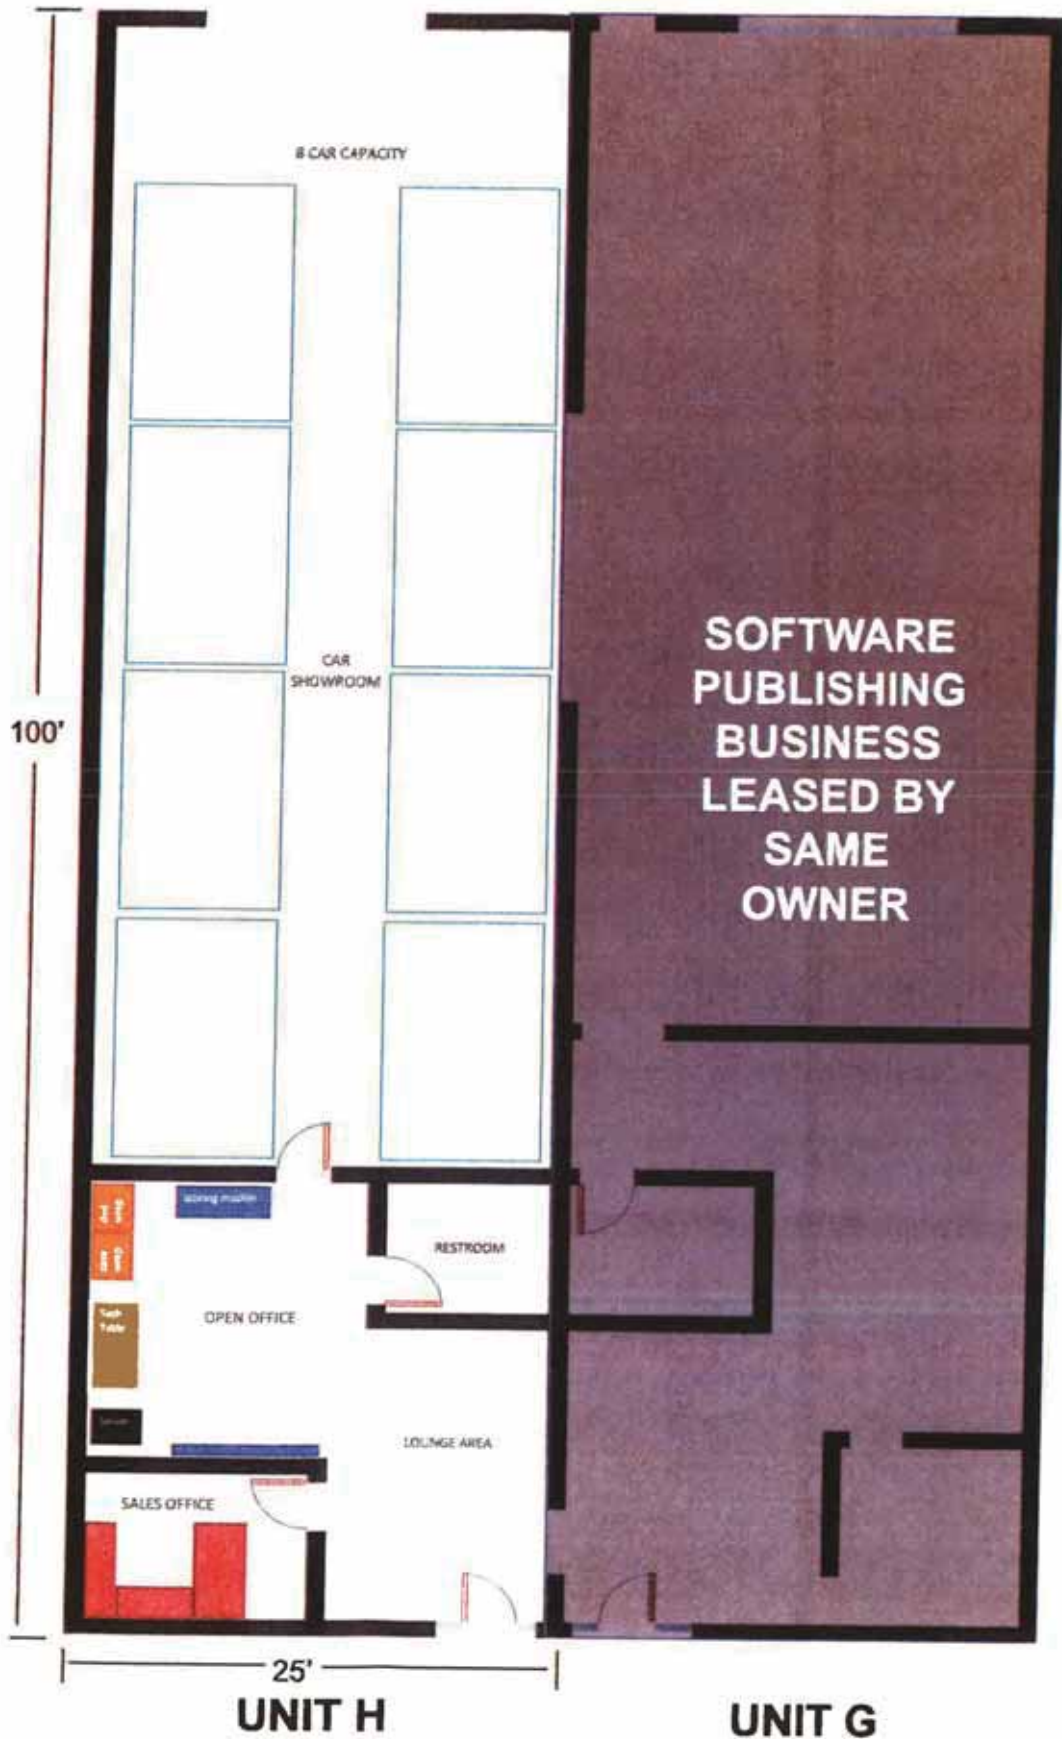 8 CAR CAPACITY
CAR
SHOWROOM
SOFTWARE
PUBLISHING
BUSINESS
LEASED BY
SAME
OWNER
100'
RESTROOM
OPEN OFFICE
Table
LOUNGE AREA
SALES OFFICE
25'
UNIT H
UNIT G